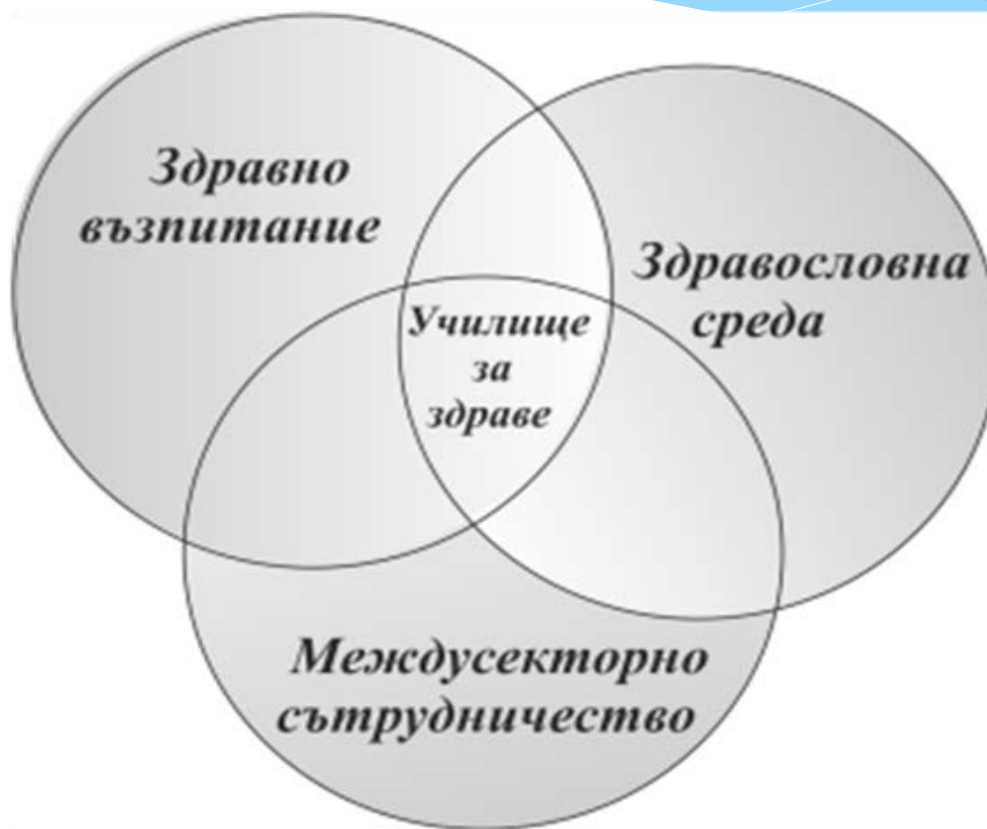 Здравно
възпитание
Здравословна
среда
Училище
за
здраве
Междусекторно
сътрудничество